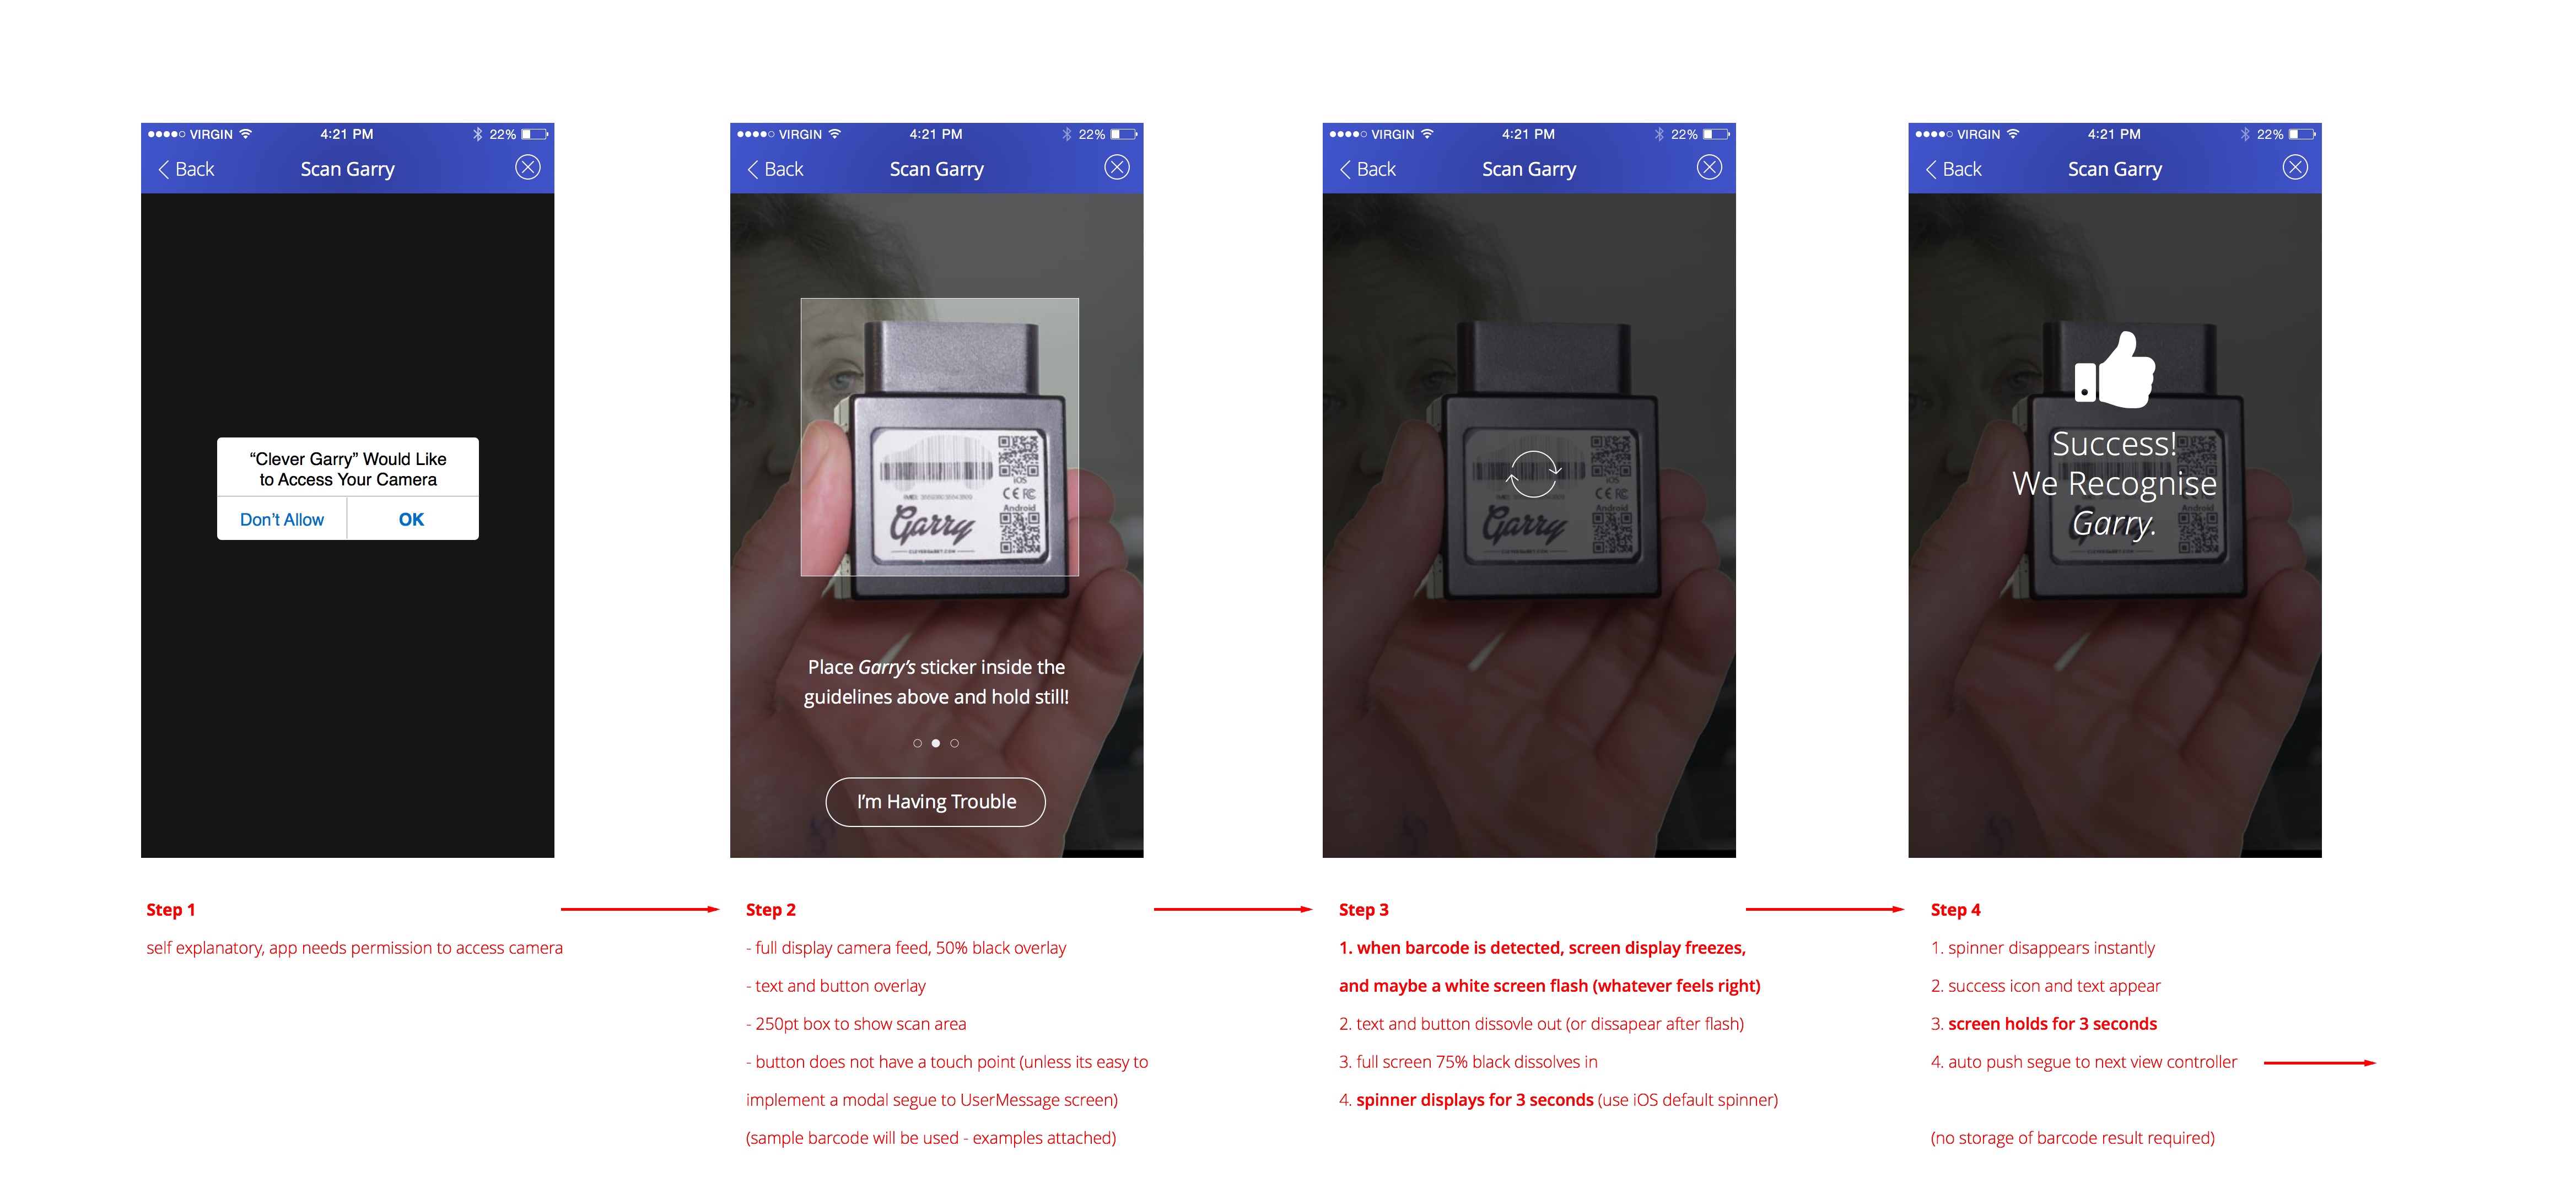 VIRGIN 4:21 PM 22%
Back Scan Garry
“Clever Garry” Would Like
to Access Your Camera
Don’t Allow OK
Step 1
self explanatory, app needs permission to access camera
VIRGIN 4:21 PM 22%
Back Scan Garry
iOS
CE RC
Android
Garry
Place Garry’s sticker inside the
guidelines above and hold still!
I’m Having Trouble
Step 2
- full display camera feed, 50% black overlay
- text and button overlay
- 250pt box to show scan area
- button does not have a touch point (unless its easy to
implement a modal segue to UserMessage screen)
(sample barcode will be used - examples attached)
VIRGIN 4:21 PM 22%
Back Scan Garry
iOS
CE RC
Android
Garry
Step 3
1. when barcode is detected, screen display freezes,
and maybe a white screen flash (whatever feels right)
2. text and button dissovle out (or dissapear after flash)
3. full screen 75% black dissolves in
4. spinner displays for 3 seconds (use iOS default spinner)
VIRGIN 4:21 PM 22%
Back Scan Garry
Success!
We Recognise
Garry.
iOS
CE RC
Android
Step 4
1. spinner disappears instantly
2. success icon and text appear
3. screen holds for 3 seconds
4. auto push segue to next view controller
(no storage of barcode result required)